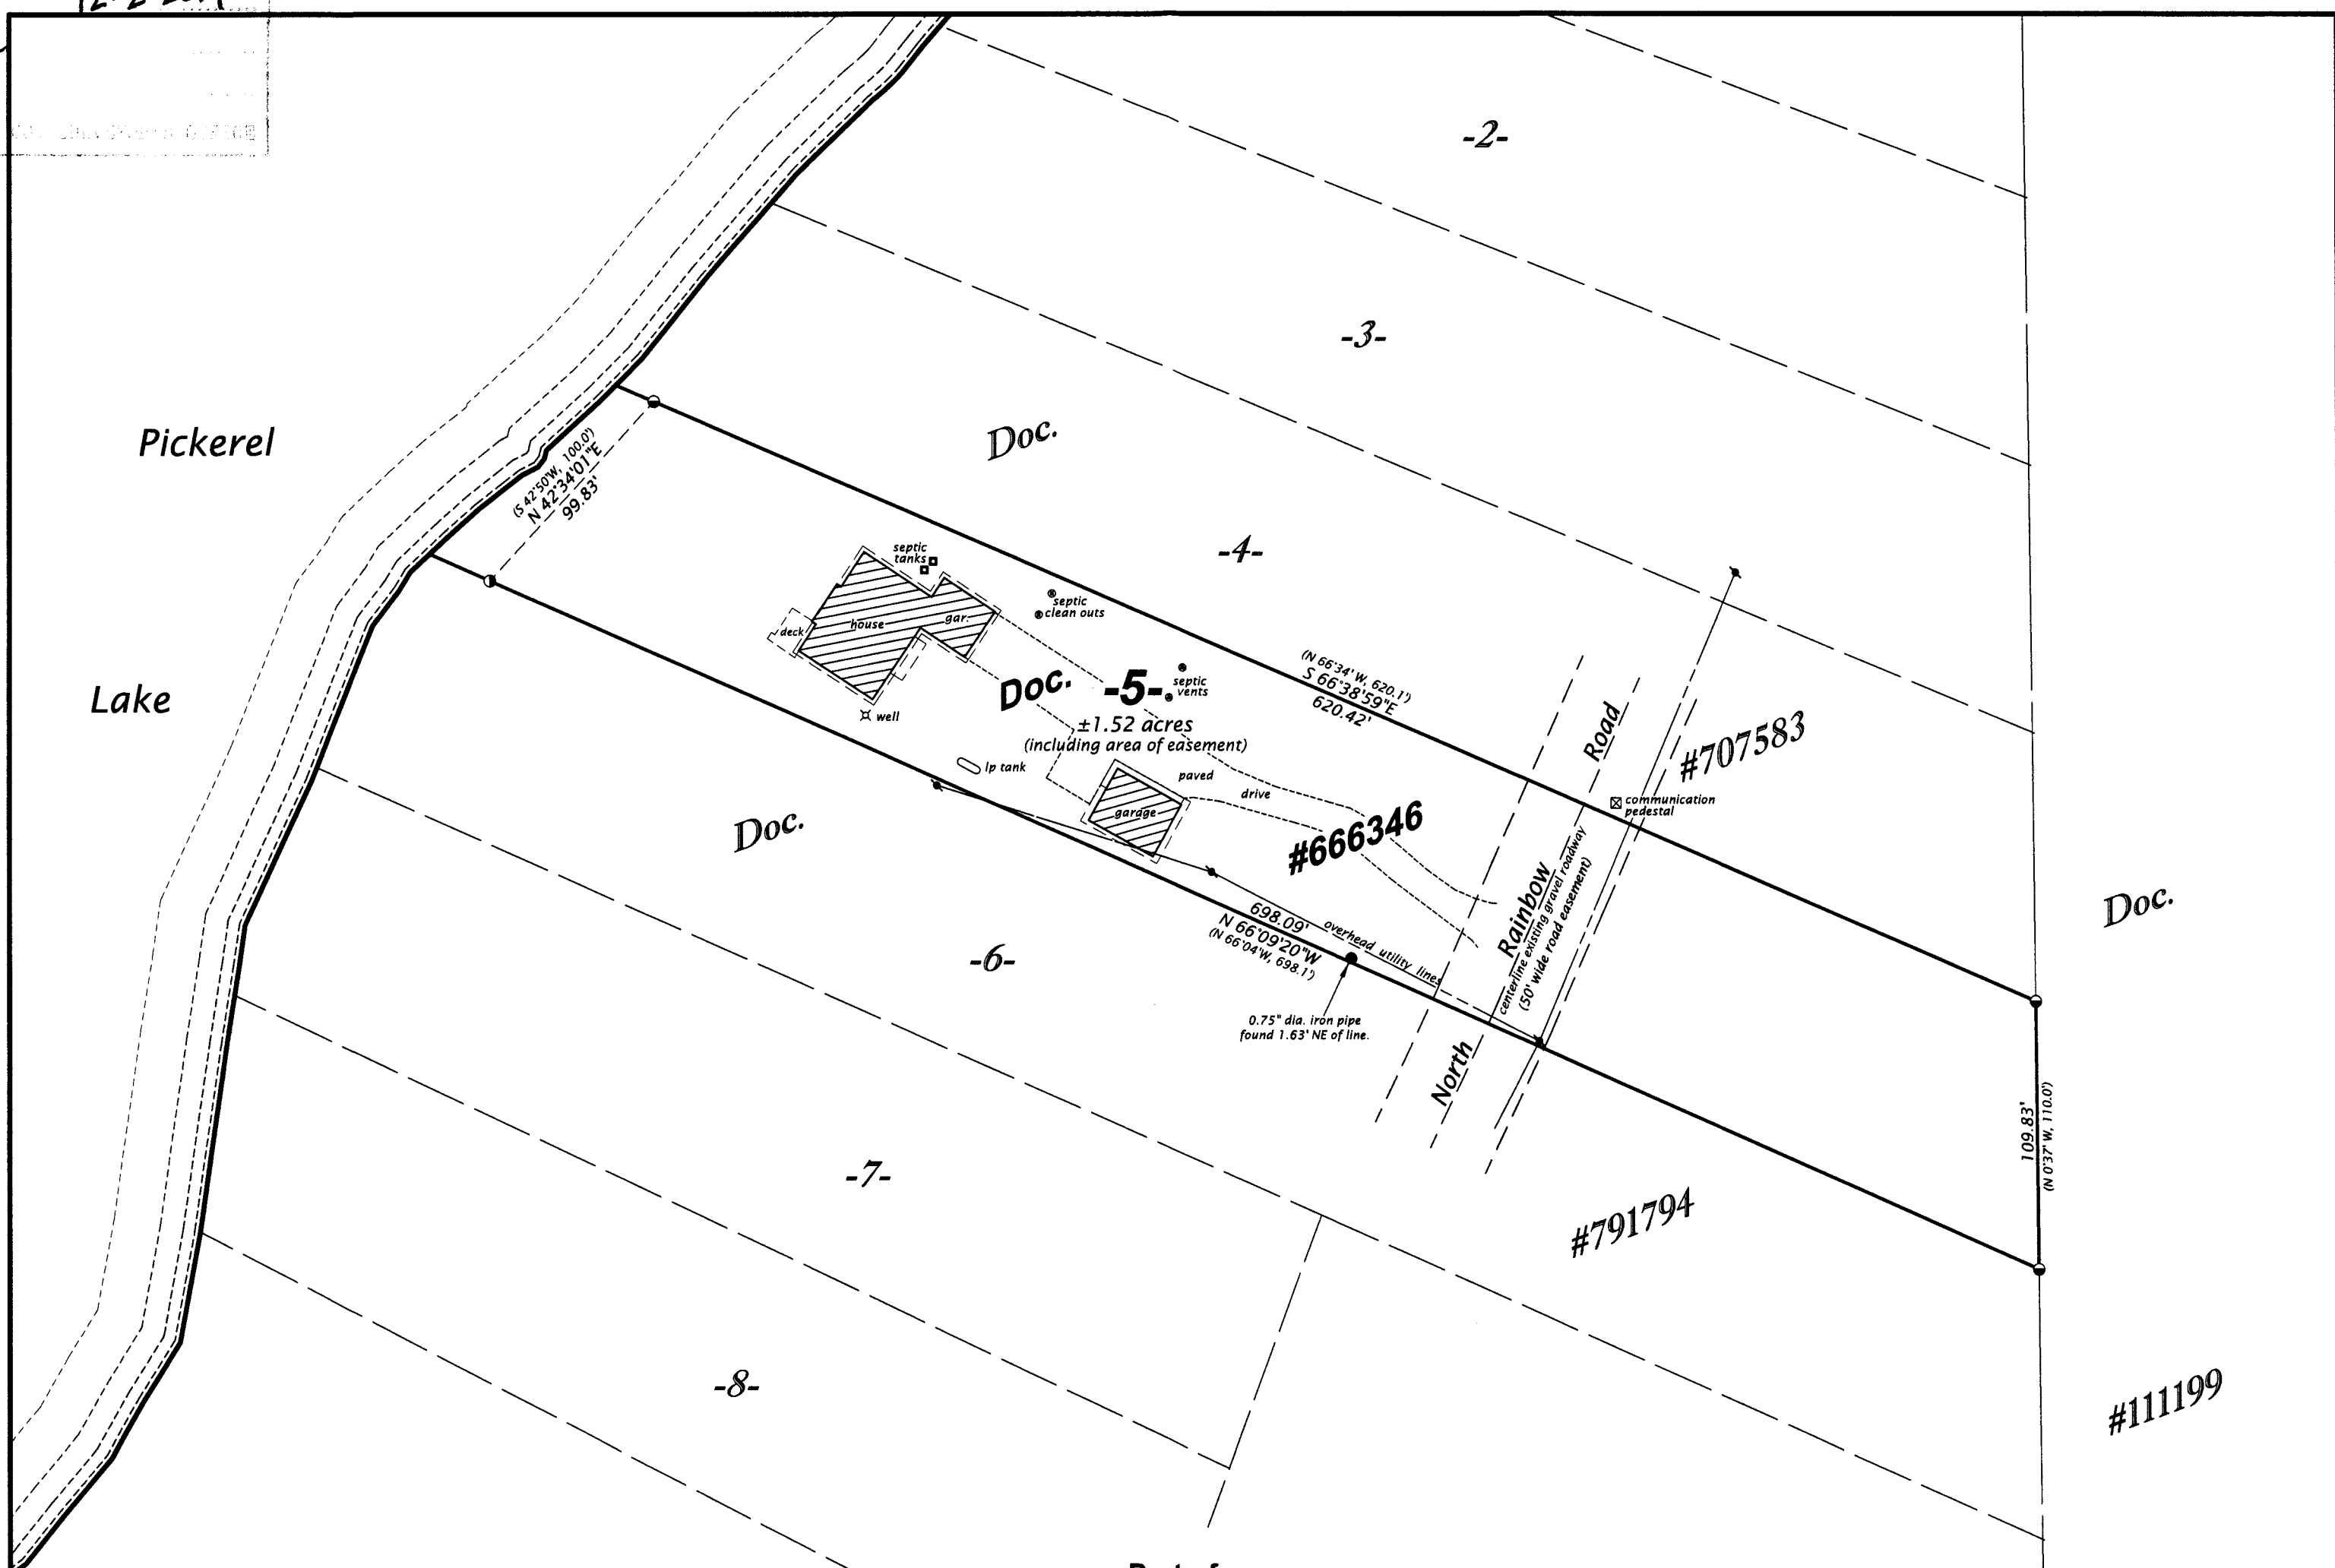 -2-
-3-
Pickerel
Lake
(S 42°50'W, 100.0')
N 42°34'01"E
99.83'
Doc.
-4-
septic
tanks
septic
clean outs
deck
house
gar.
Doc. -5-
septic
vents
±1.52 acres
(including area of easement)
well
lp tank
paved
drive
garage
#666346
(N 66°34' W, 620.1')
S 66°38'59"E
620.42'
Road
#707583
communication
pedestal
Rainbow
centerline existing gravel roadway
(50' wide road easement)
North
Doc.
Doc.
-6-
698.09'
N 66°09'20"W
(N 66°04'W, 698.1')
overhead utility lines
0.75" dia. iron pipe
found 1.63' NE of line.
109.83'
(N 0°37' W, 110.0')
-7-
#791794
-8-
#111199